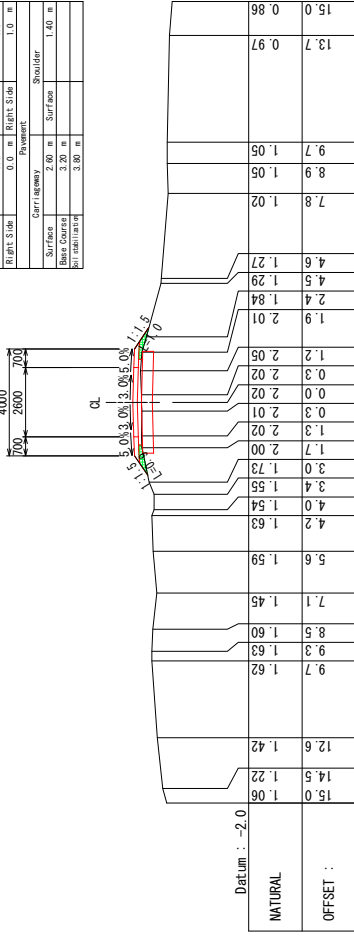 Right Side 0.0 m Right Side 1.0 m
Pavement
Carriageway Shoulder
Surface 2.60 m Surface 1.40 m
Base Course 3.20 m
Soil stabilization 3.80 m
4000
700 2600 700
CL
5.0% 3.0% 3.0% 5.0%
1:1.5 1:1.5
Datum : -2.0
NATURAL 1.06 1.22 1.42 1.62 1.63 1.60 1.45 1.59 1.63 1.54 1.55 1.73 2.00 2.02 2.01 2.02 2.02 2.05 2.01 1.84 1.29 1.27 1.02 1.05 1.05 0.97 0.86
OFFSET : 15.0 14.5 12.6 9.7 9.3 8.5 7.1 5.6 4.2 4.0 3.4 3.0 1.7 1.3 0.3 0.0 0.3 1.2 1.9 2.4 4.5 4.6 7.8 8.9 9.7 13.7 15.0